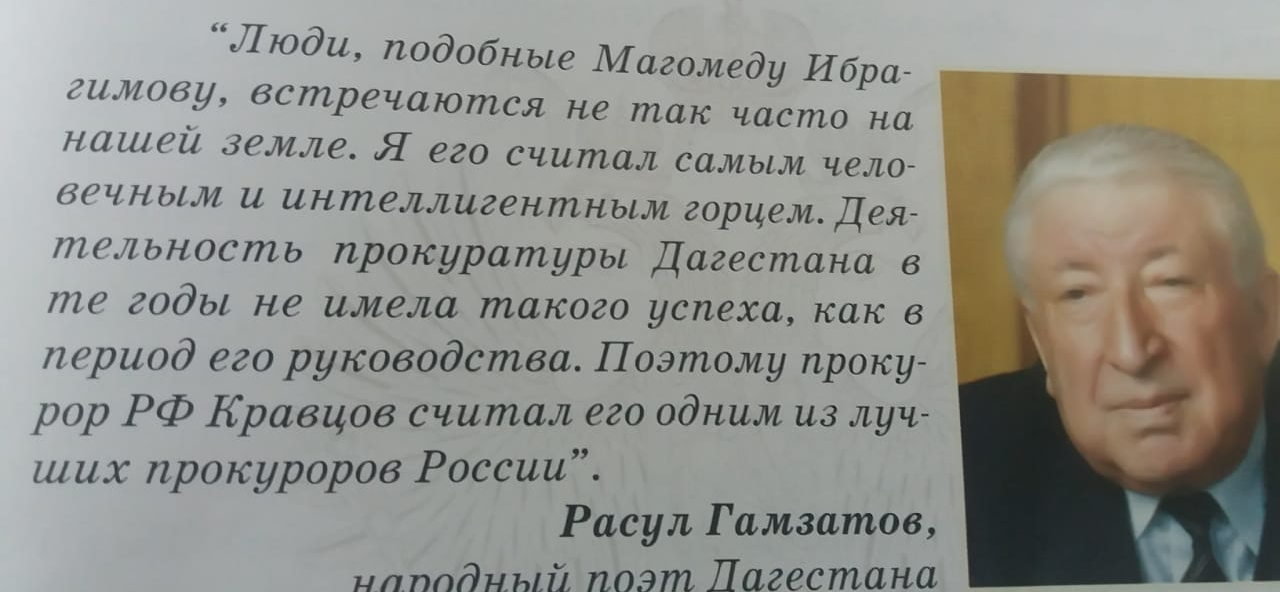 “Люди, подобные Магомеду Ибра-
гимову, встречаются не так часто на
нашей земле. Я его считал самым чело-
вечным и интеллигентным горцем. Дея-
тельность прокуратуры Дагестана в
те годы не имела такого успеха, как в
период его руководства. Поэтому проку-
рор РФ Кравцов считал его одним из луч-
ших прокуроров России”.
Расул Гамзатов,
народный поэт Дагестана